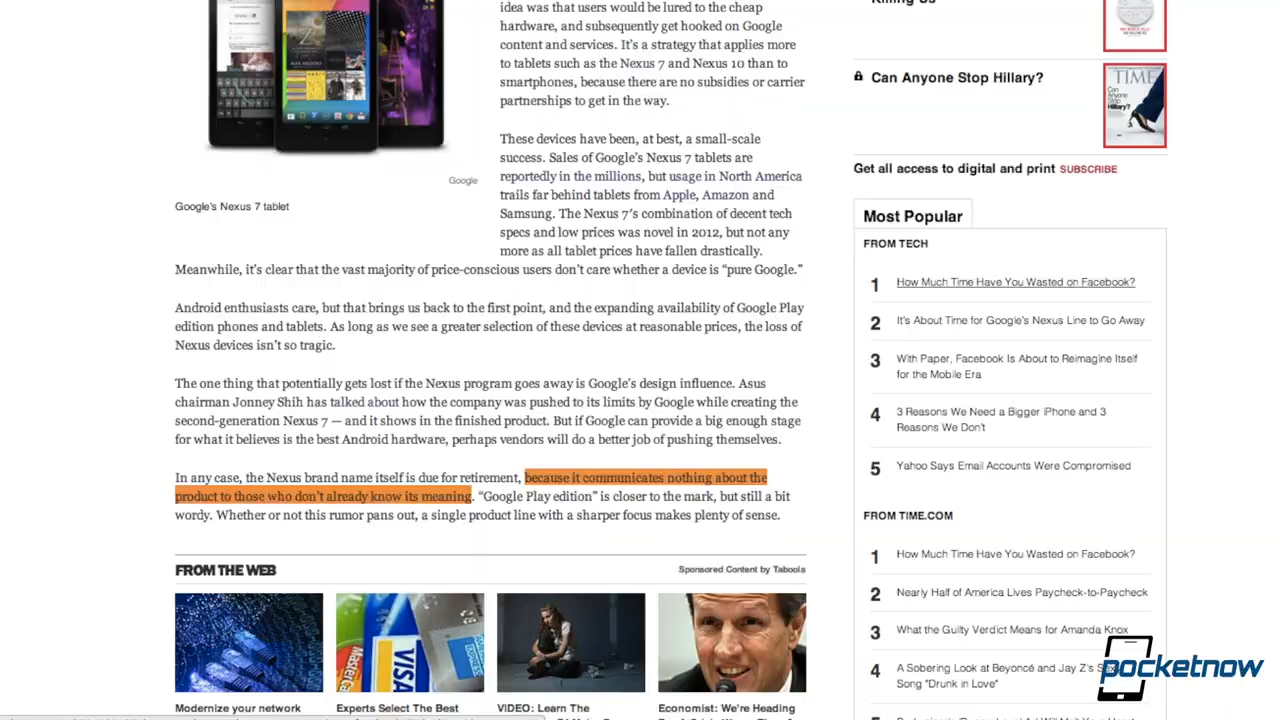 idea was that users would be lured to the cheap
hardware, and subsequently get hooked on Google
content and services. It's a strategy that applies more
to tablets such as the Nexus 7 and Nexus 10 than to
smartphones, because there are no subsidies or carrier
partnerships to get in the way.
These devices have been, at best, a small-scale
success. Sales of Google's Nexus 7 tablets are
reportedly in the millions, but usage in North America
trails far behind tablets from Apple, Amazon and
Samsung. The Nexus 7's combination of decent tech
specs and low prices was novel in 2012, but not any
more as all tablet prices have fallen drastically.
Google
Google's Nexus 7 tablet
Meanwhile, it's clear that the vast majority of price-conscious users don't care whether a device is “pure Google.”
Android enthusiasts care, but that brings us back to the first point, and the expanding availability of Google Play
edition phones and tablets. As long as we see a greater selection of these devices at reasonable prices, the loss of
Nexus devices isn't so tragic.
The one thing that potentially gets lost if the Nexus program goes away is Google's design influence. Asus
chairman Jonney Shih has talked about how the company was pushed to its limits by Google while creating the
second-generation Nexus 7 — and it shows in the finished product. But if Google can provide a big enough stage
for what it believes is the best Android hardware, perhaps vendors will do a better job of pushing themselves.
In any case, the Nexus brand name itself is due for retirement, because it communicates nothing about the
product to those who don't already know its meaning. “Google Play edition” is closer to the mark, but still a bit
wordy. Whether or not this rumor pans out, a single product line with a sharper focus makes plenty of sense.
FROM THE WEB
Sponsored Content by Taboola
MasterCard
VISA
Modernize your network
Experts Select The Best
VIDEO: Learn The
Economist: We're Heading
Killing Us
Can Anyone Stop Hillary?
TIME
Can
Anyone
Stop
Hillary?
Get all access to digital and print SUBSCRIBE
Most Popular
FROM TECH
1 How Much Time Have You Wasted on Facebook?
2 It's About Time for Google's Nexus Line to Go Away
3 With Paper, Facebook Is About to Reimagine Itself
for the Mobile Era
4 3 Reasons We Need a Bigger iPhone and 3
Reasons We Don't
5 Yahoo Says Email Accounts Were Compromised
FROM TIME.COM
1 How Much Time Have You Wasted on Facebook?
2 Nearly Half of America Lives Paycheck-to-Paycheck
3 What the Guilty Verdict Means for Amanda Knox
4 A Sobering Look at Beyoncé and Jay Z's
Song "Drunk in Love"
pocketnow